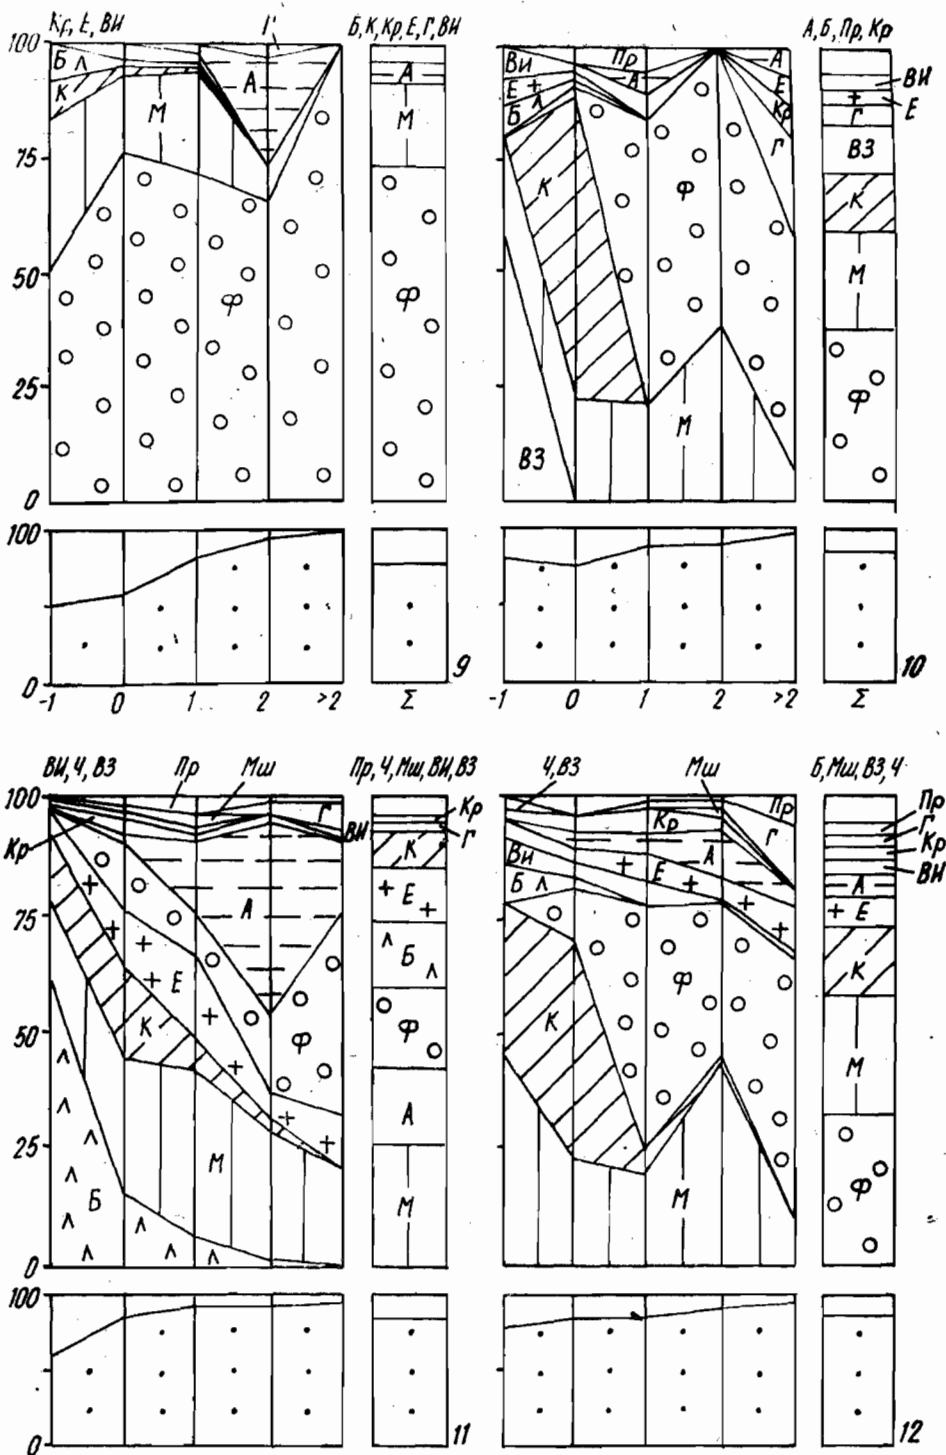 Кр, Е, ВИ Г Б, К, Кр, Е, Г, ВИ А, Б, Пр, Кр
100
75
50
25
0
Б
К
М
А
Ф
А
М
Ф
Ви
Е
Б
К
ВЗ
Пр
А
Ф
М
А
Е
Кр
Г
ВИ
Е
Г
ВЗ
К
М
Ф
100
0
9
10
-1 0 1 2 >2 Σ -1 0 1 2 >2 Σ
ВИ, Ч, ВЗ Пр Мш Пр, Ч, Мш, ВИ, ВЗ Ч, ВЗ Мш Б, Мш, ВЗ, Ч
100
75
50
25
0
Кр
Г
ВИ
А
Е
К
Ф
М
Б
Кр
Г
К
Е
Б
Ф
А
М
Ви
Б
К
Кр
А
Е
Ф
М
Пр
Г
Пр
Г
Кр
ВИ
А
Е
К
М
Ф
100
0
11
12